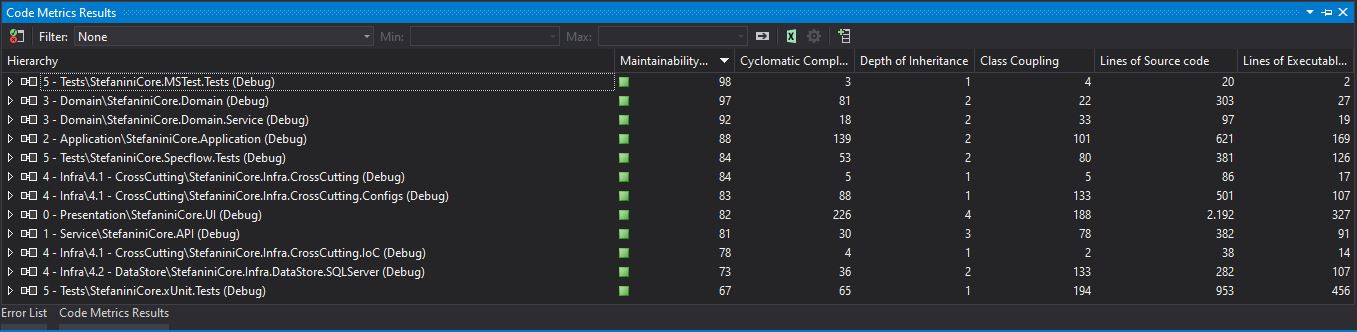 Code Metrics Results
Filter: None Min: Max:
Hierarchy Maintainability... Cyclomatic Compl... Depth of Inheritance Class Coupling Lines of Source code Lines of Executabl...
5 - Tests\StefaniniCore.MSTest.Tests (Debug) 98 3 1 4 20 2
3 - Domain\StefaniniCore.Domain (Debug) 97 81 2 22 303 27
3 - Domain\StefaniniCore.Domain.Service (Debug) 92 18 2 33 97 19
2 - Application\StefaniniCore.Application (Debug) 88 139 2 101 621 169
5 - Tests\StefaniniCore.Specflow.Tests (Debug) 84 53 2 80 381 126
4 - Infra\4.1 - CrossCutting\StefaniniCore.Infra.CrossCutting (Debug) 84 5 1 5 86 17
4 - Infra\4.1 - CrossCutting\StefaniniCore.Infra.CrossCutting.Configs (Debug) 83 88 1 133 501 107
0 - Presentation\StefaniniCore.UI (Debug) 82 226 4 188 2.192 327
1 - Service\StefaniniCore.API (Debug) 81 30 3 78 382 91
4 - Infra\4.1 - CrossCutting\StefaniniCore.Infra.CrossCutting.IoC (Debug) 78 4 1 2 38 14
4 - Infra\4.2 - DataStore\StefaniniCore.Infra.DataStore.SQLServer (Debug) 73 36 2 133 282 107
5 - Tests\StefaniniCore.xUnit.Tests (Debug) 67 65 1 194 953 456
Error List Code Metrics Results